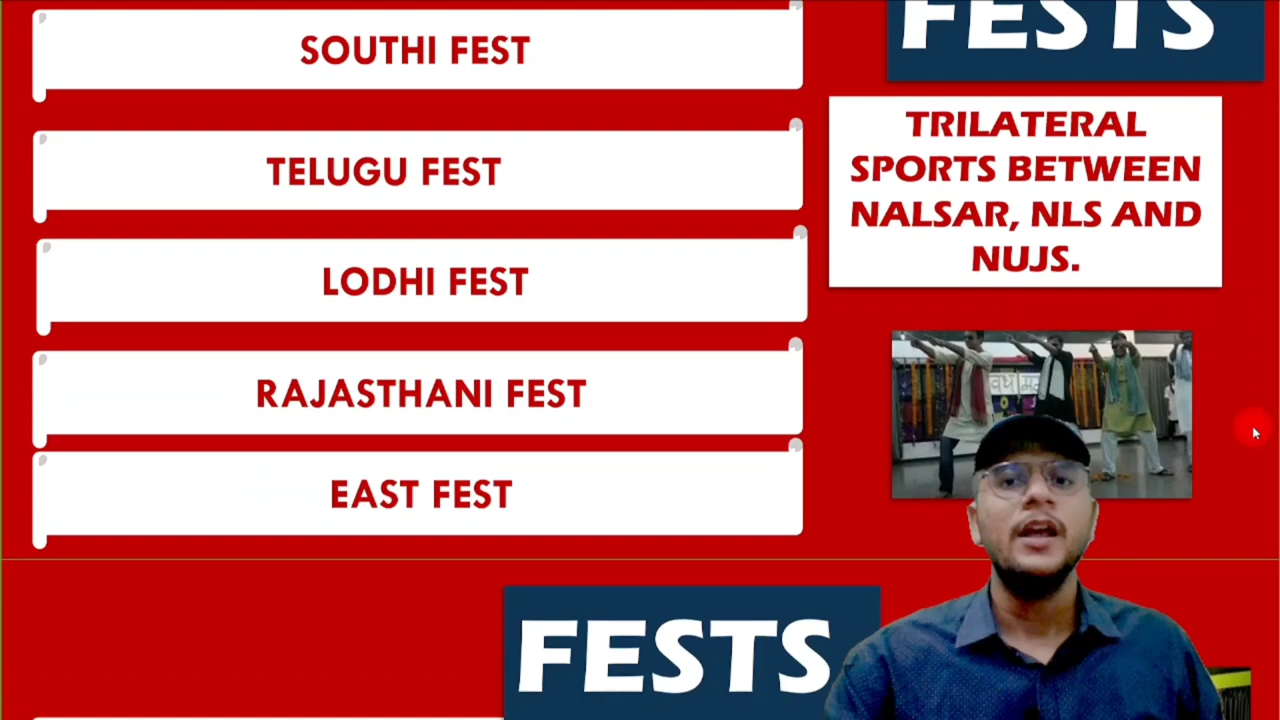 SOUTHI FEST
TELUGU FEST
LODHI FEST
RAJASTHANI FEST
EAST FEST
FESTS
TRILATERAL
SPORTS BETWEEN
NALSAR, NLS AND
NUJS.
FESTS